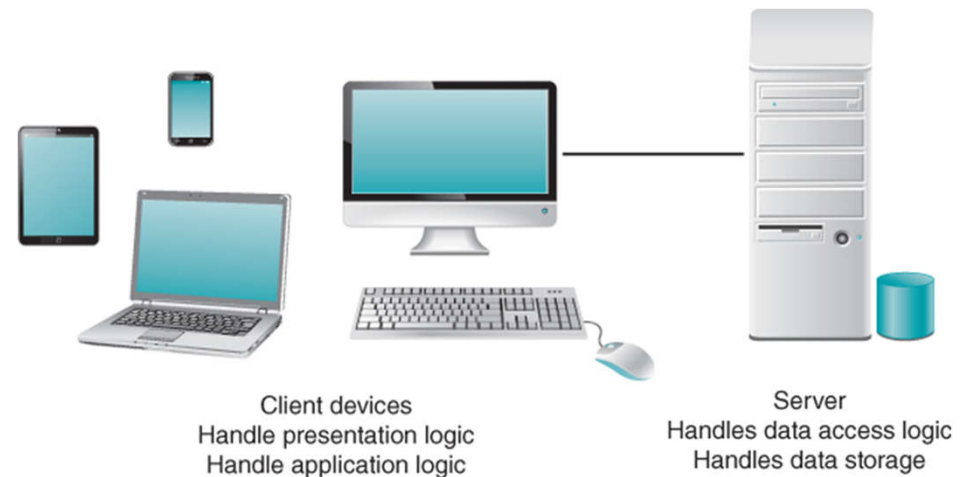 Client devices
Handle presentation logic
Handle application logic
Server
Handles data access logic
Handles data storage